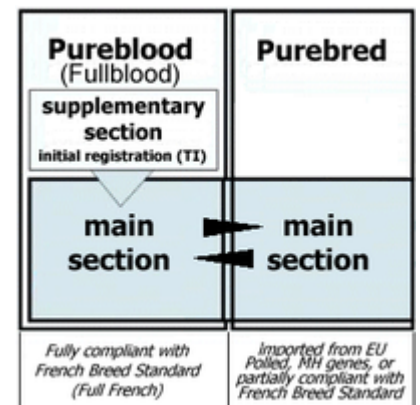 Pureblood
(Fullblood)
supplementary
section
initial registration (TI)
main
section
Fully compliant with
French Breed Standard
(Full French)
Purebred
main
section
Imported from EU
Polled, MH genes, or
partially compliant with
French Breed Standard